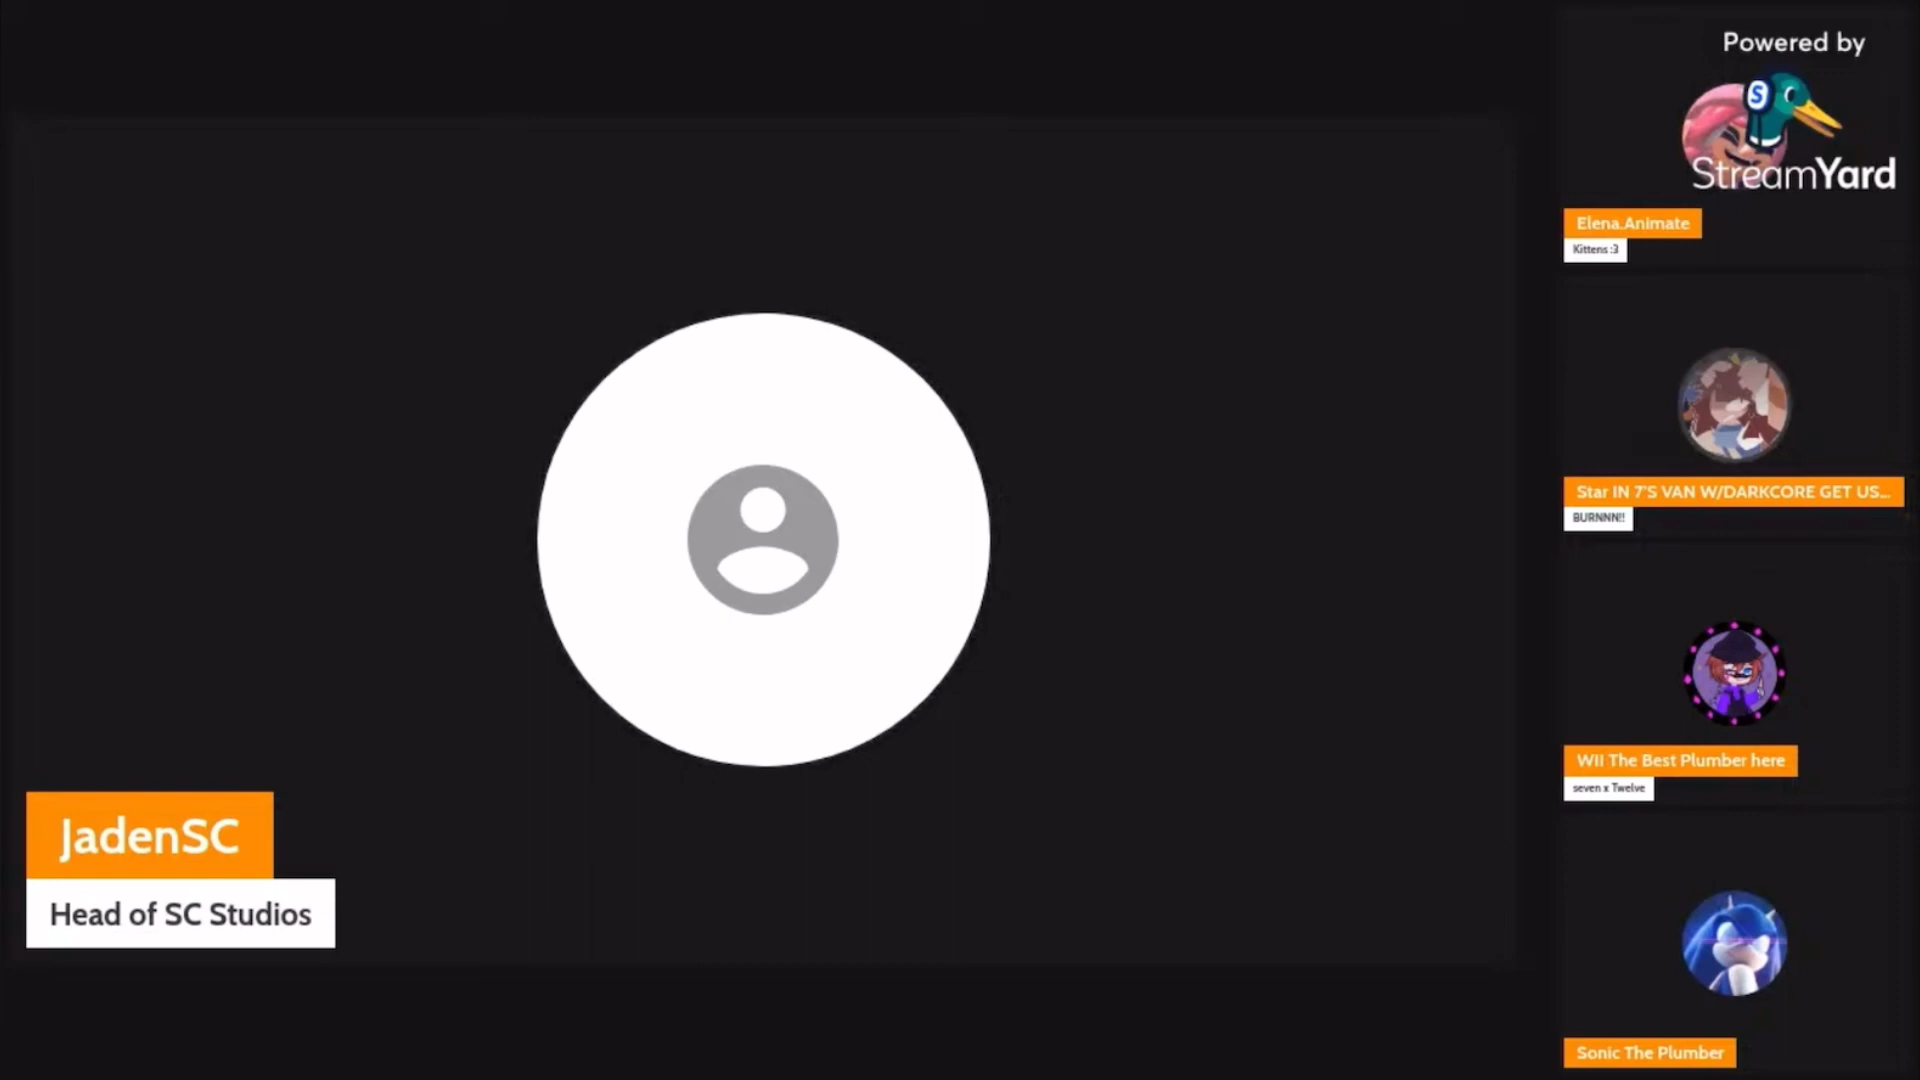 Powered by
S
StreamYard
Elena.Animate
Kittens :3
Star IN 7'S VAN W/DARKCORE GET US...
BURNNN!!
WII The Best Plumber here
seven x Twelve
JadenSC
Head of SC Studios
Sonic The Plumber